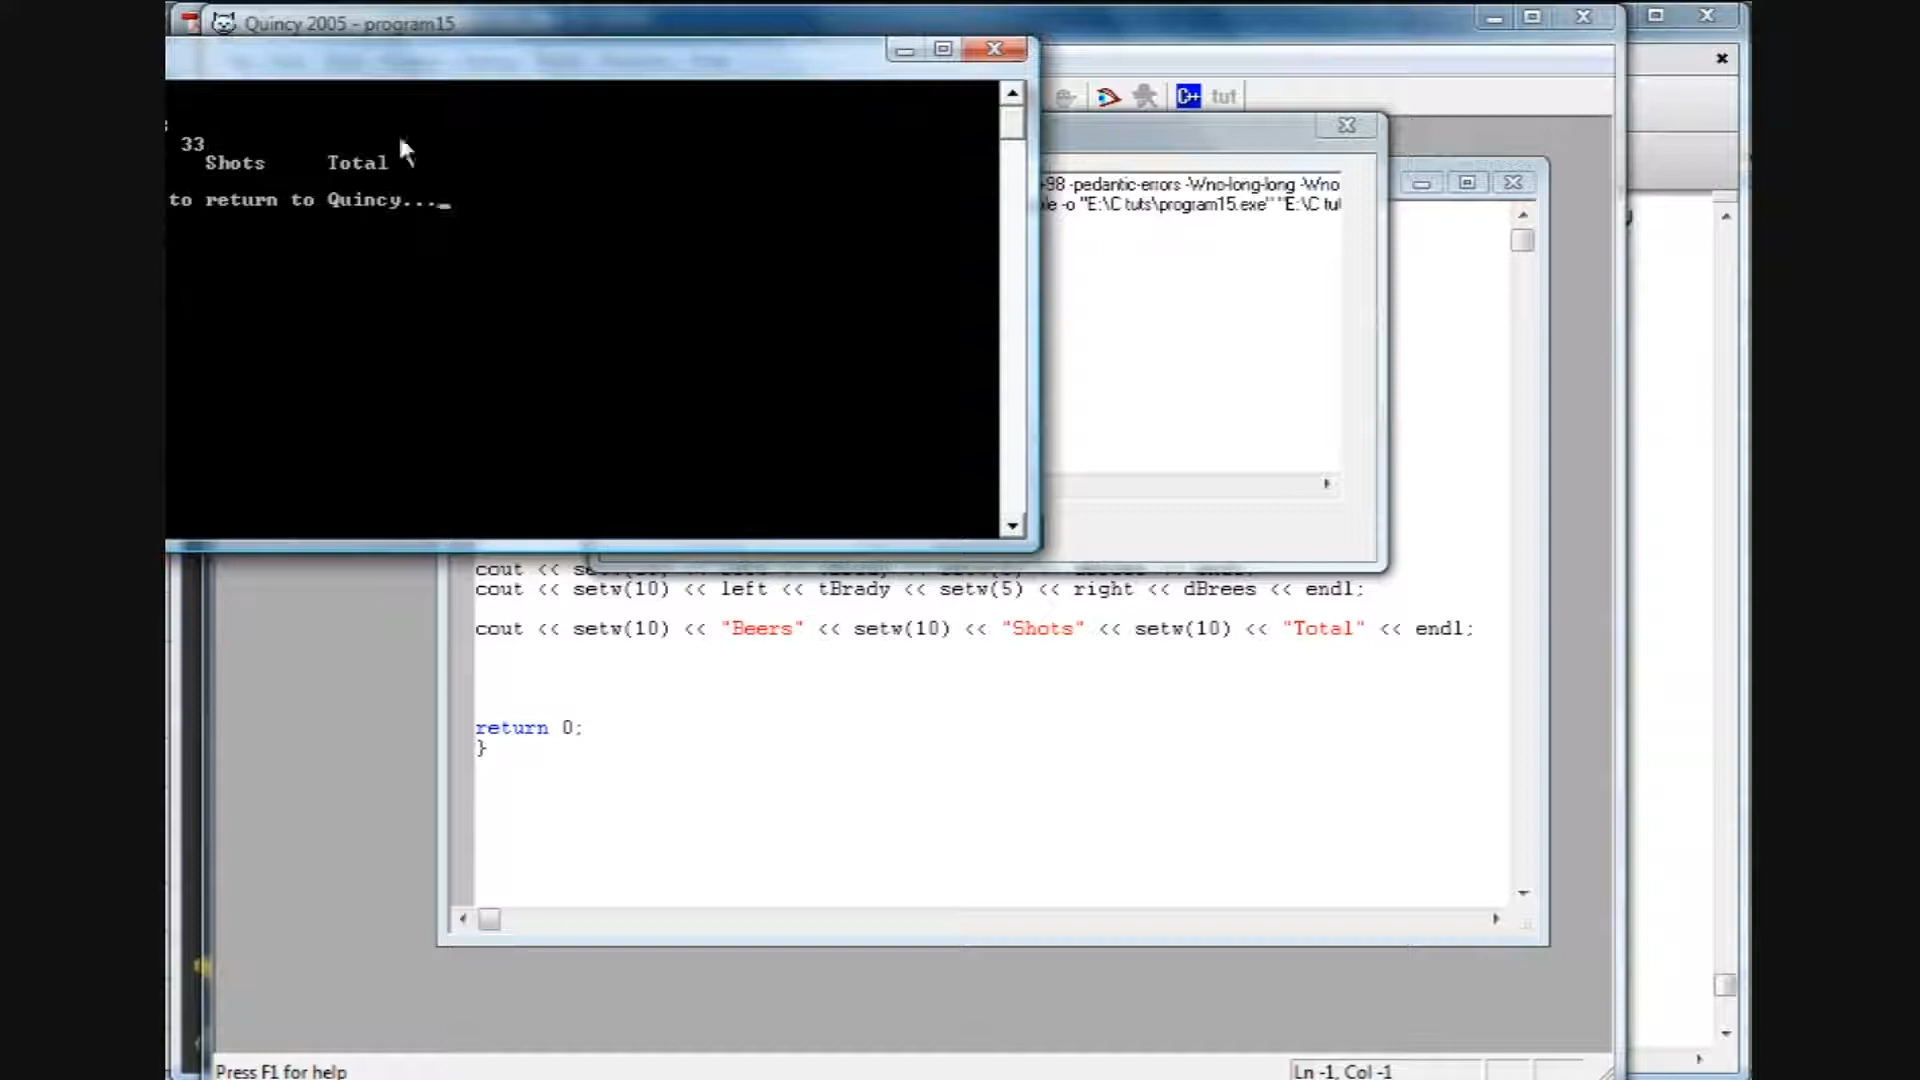 Quincy 2005 - program15
C++ tut
33
Shots Total
to return to Quincy..._
98 -pedantic-errors -Wno-long-long -Wno
-o "E:\C tuts\program15.exe" "E:\C tu
cout <<
cout << setw(10) << left << tBrady << setw(5) << right << dBrees << endl;
cout << setw(10) << "Beers" << setw(10) << "Shots" << setw(10) << "Total" << endl;
return 0;
}
Press F1 for help
Ln -1, Col -1